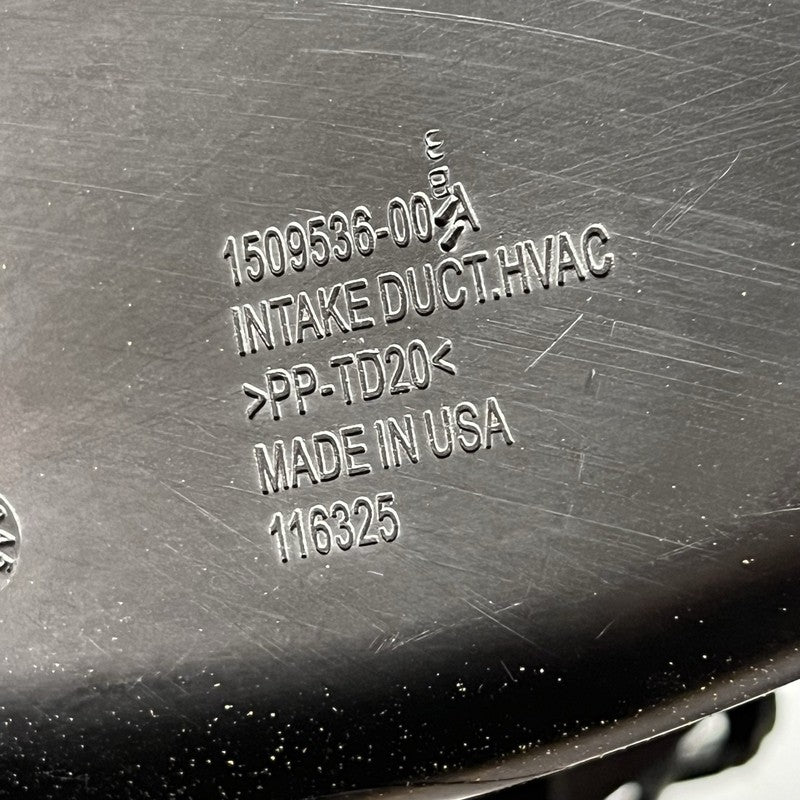 1509536-00
INTAKE DUCT.HVAC
>PP-TD20<
MADE IN USA
116325